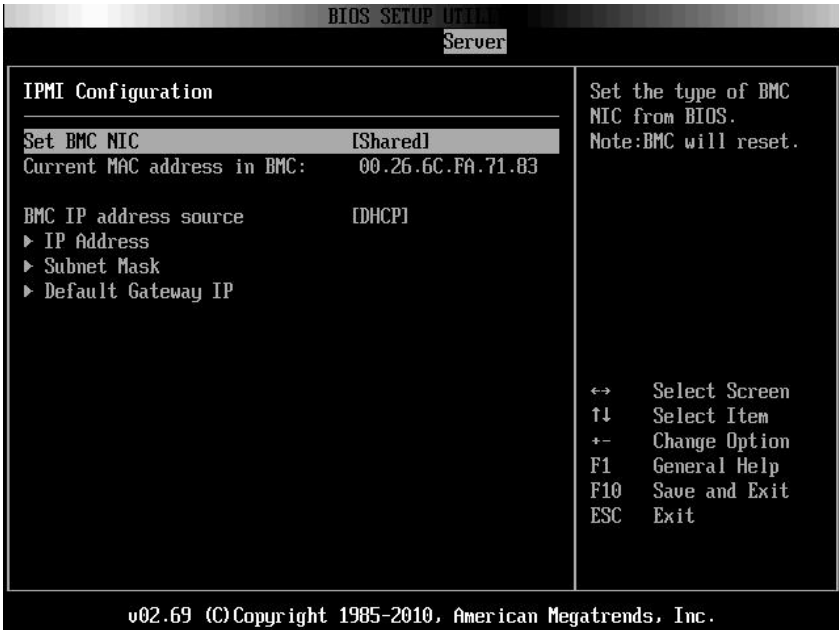 BIOS SETUP UTIL
Server
IPMI Configuration
Set BMC NIC [Shared]
Current MAC address in BMC: 00.26.6C.FA.71.83
BMC IP address source [DHCP]
▶ IP Address
▶ Subnet Mask
▶ Default Gateway IP
Set the type of BMC
NIC from BIOS.
Note:BMC will reset.
↔ Select Screen
↑↓ Select Item
+- Change Option
F1 General Help
F10 Save and Exit
ESC Exit
v02.69 (C)Copyright 1985-2010, American Megatrends, Inc.